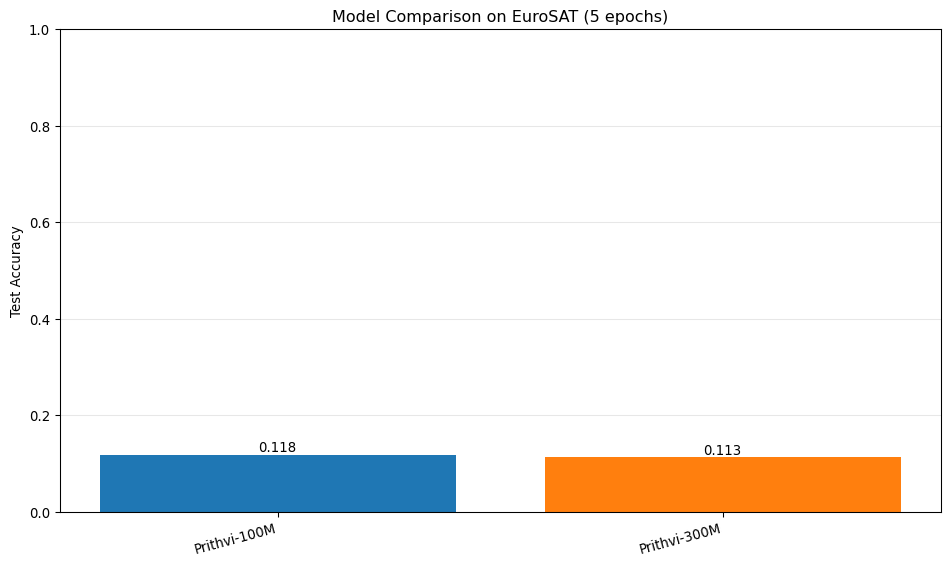 Model Comparison on EuroSAT (5 epochs)
Test Accuracy
1.0
0.8
0.6
0.4
0.2
0.0
0.118
0.113
Prithvi-100M
Prithvi-300M